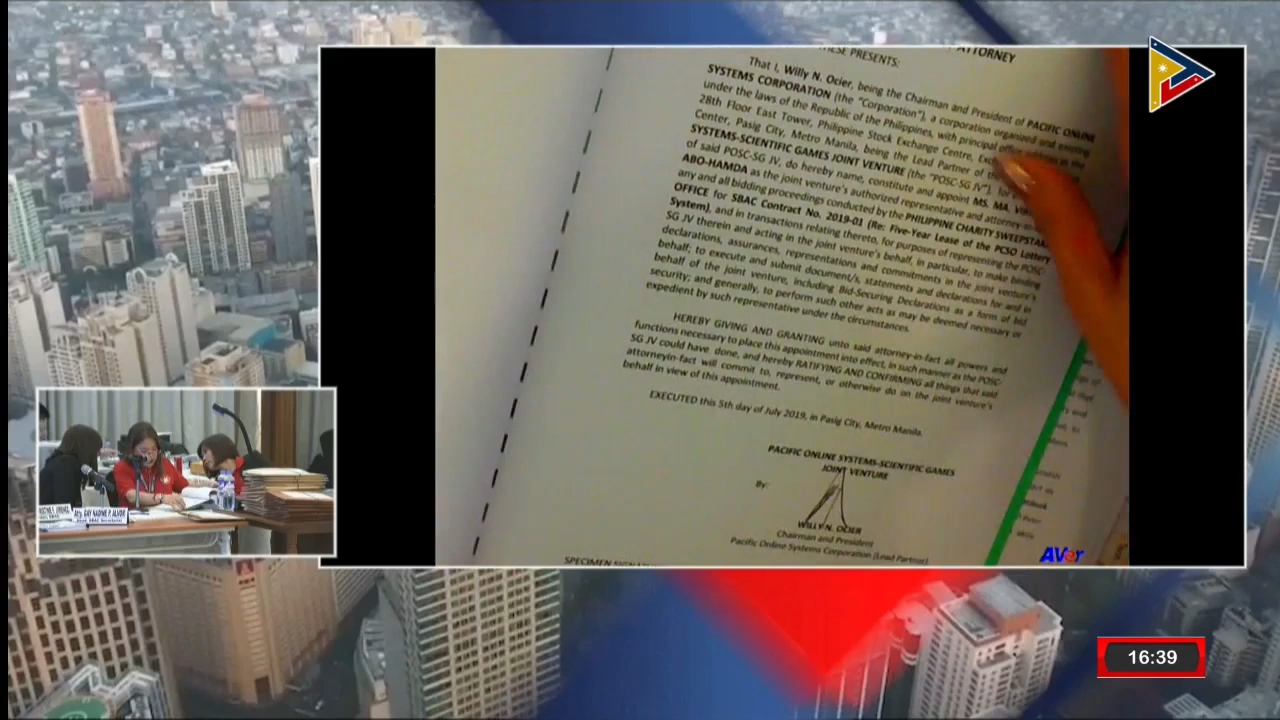 ATTORNEY
THESE PRESENTS:
That I, Willy N. Ocier, being the Chairman and President of PACIFIC ONLINE
SYSTEMS CORPORATION (the "Corporation"), a corporation organized and existing
under the laws of the Republic of the Philippines, with principal office in the
28th Floor East Tower, Philippine Stock Exchange Centre,
Center, Pasig City, Metro Manila, being the Lead Partner of the
SYSTEMS-SCIENTIFIC GAMES JOINT VENTURE (the "POSC-SG JV"), for
of said POSC-SG JV, do hereby name, constitute and appoint MS. MA.
ABO-HAMDA as the joint venture's authorized representative and
any and all bidding proceedings conducted by the PHILIPPINE CHARITY
OFFICE for SBAC Contract No. 2019-01 (Re: Five-Year Lease of the PCSO Lottery
System), and in transactions relating thereto, for purposes of representing the POSC-
SG JV therein and acting in the joint venture's behalf, in particular, to make binding
declarations, assurances, representations and commitments in the joint venture's
behalf; to execute and submit document/s, statements and declarations for and in
behalf of the joint venture, including Bid-Securing Declarations as a form of bid
security; and generally, to perform such other acts as may be deemed necessary or
expedient by such representative under the circumstances.
HEREBY GIVING AND GRANTING unto said attorney-in-fact all powers and
functions necessary to place this appointment into effect, in such manner as the POSC-
SG JV could have done, and hereby RATIFYING AND CONFIRMING all things that said
attorneyin-fact will commit to, represent, or otherwise do on the joint venture's
behalf in view of this appointment.
EXECUTED this 5th day of July 2019, in Pasig City, Metro Manila.
PACIFIC ONLINE SYSTEMS-SCIENTIFIC GAMES
JOINT VENTURE
By:
WILLY N. OCIER
Chairman and President
Pacific Online Systems Corporation (Lead Partner)
SPECIMEN
AVer
Atty. GAY NADINE P. ALVOR
16:39